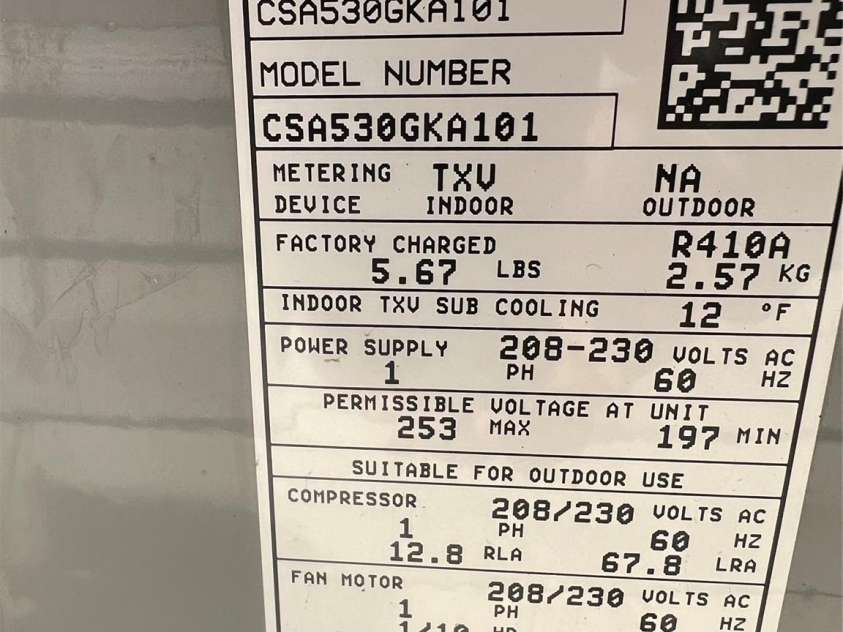 CSA530GKA101
MODEL NUMBER
CSA530GKA101
METERING TXV NA
DEVICE INDOOR OUTDOOR
FACTORY CHARGED R410A
5.67 LBS 2.57 KG
INDOOR TXV SUB COOLING 12 °F
POWER SUPPLY 208-230 VOLTS AC
1 PH 60 HZ
PERMISSIBLE VOLTAGE AT UNIT
253 MAX 197 MIN
SUITABLE FOR OUTDOOR USE
COMPRESSOR 208/230 VOLTS AC
1 PH 60 HZ
12.8 RLA 67.8 LRA
FAN MOTOR 208/230 VOLTS AC
1 PH 60 HZ
1/10 HP